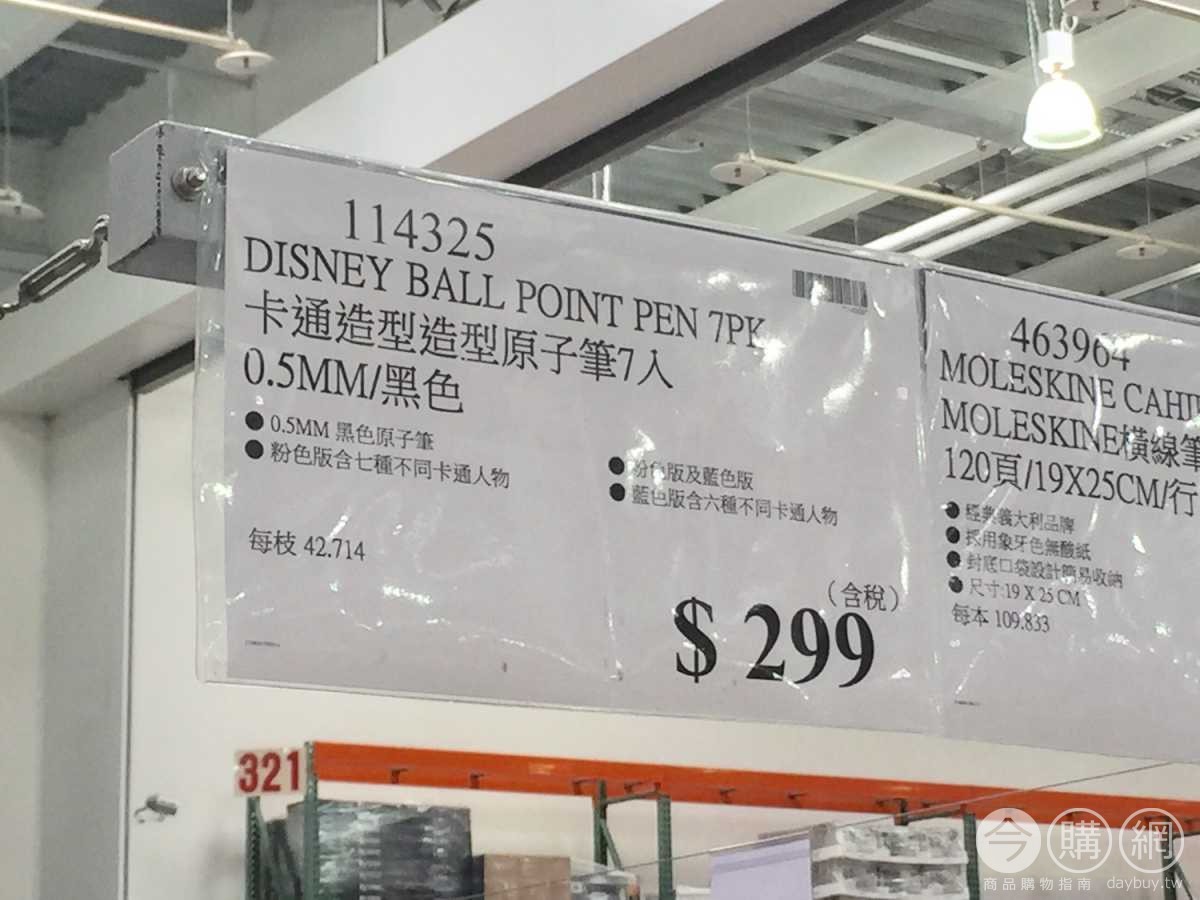 114325
DISNEY BALL POINT PEN 7PK
卡通造型造型原子筆7入
0.5MM/黑色
● 0.5MM 黑色原子筆
● 粉色版含七種不同卡通人物
● 粉色版及藍色版
● 藍色版含六種不同卡通人物
每枝 42.714
（含稅）
$ 299
463964
MOLESKINE
MOLESKINE橫線筆
120頁/19X25CM/行
● 經典義大利品牌
● 採用象牙色無酸紙
● 封底口袋設計簡易收納
● 尺寸:19 X 25 CM
每本 109.833
321
今購網
商品購物指南 daybuy.tw